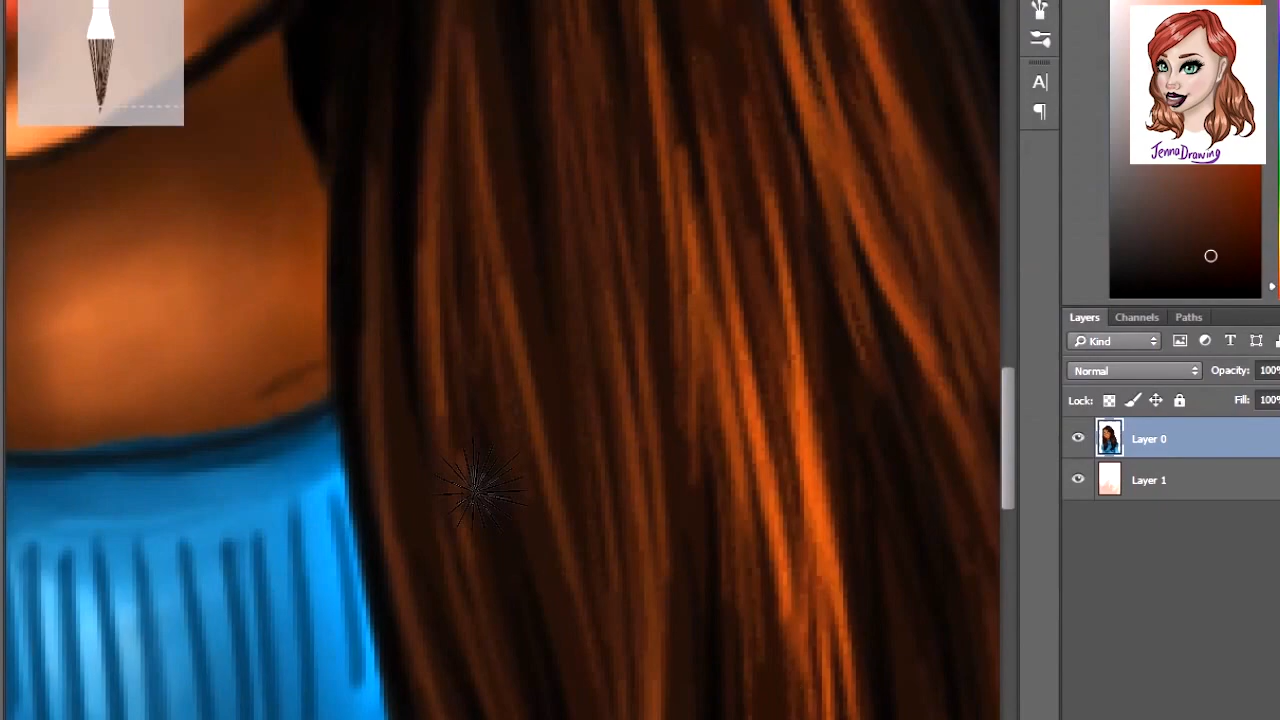 A|
JennaDrawing
Layers Channels Paths
Kind T
Normal Opacity: 100%
Lock: Fill: 100%
Layer 0
Layer 1